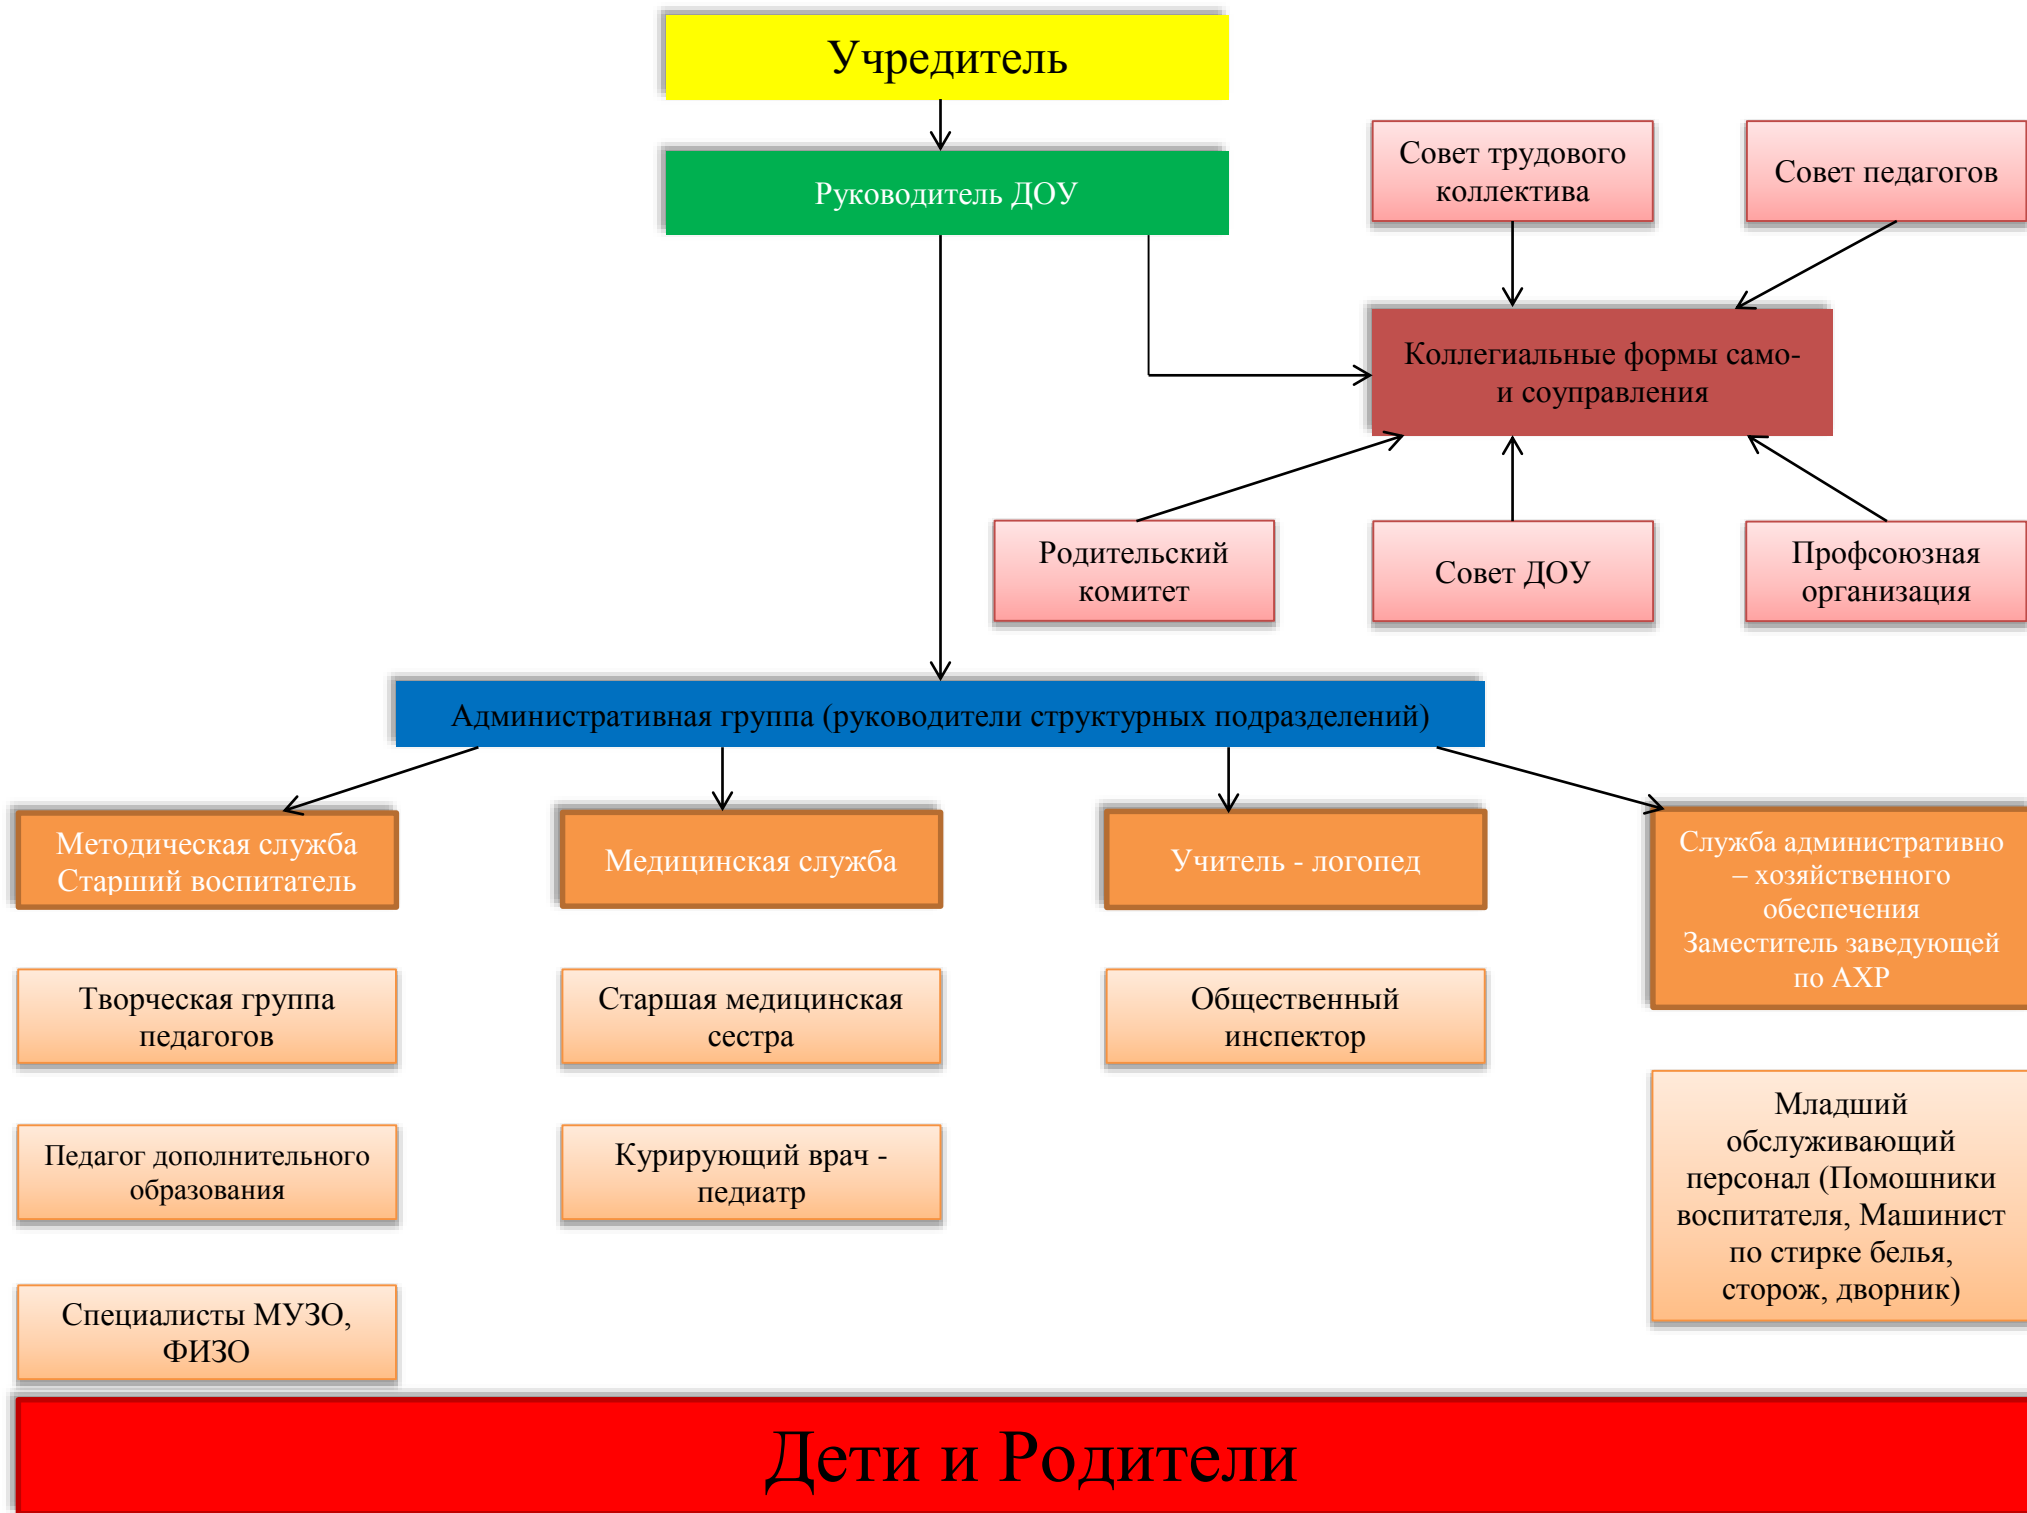 Учредитель
Руководитель ДОУ
Совет трудового
коллектива
Совет педагогов
Коллегиальные формы само-
и соуправления
Родительский
комитет
Совет ДОУ
Профсоюзная
организация
Административная группа (руководители структурных подразделений)
Методическая служба
Старший воспитатель
Медицинская служба
Учитель - логопед
Служба административно
– хозяйственного
обеспечения
Заместитель заведующей
по АХР
Творческая группа
педагогов
Старшая медицинская
сестра
Общественный
инспектор
Педагог дополнительного
образования
Курирующий врач -
педиатр
Младший
обслуживающий
персонал (Помошники
воспитателя, Машинист
по стирке белья,
сторож, дворник)
Специалисты МУЗО,
ФИЗО
Дети и Родители